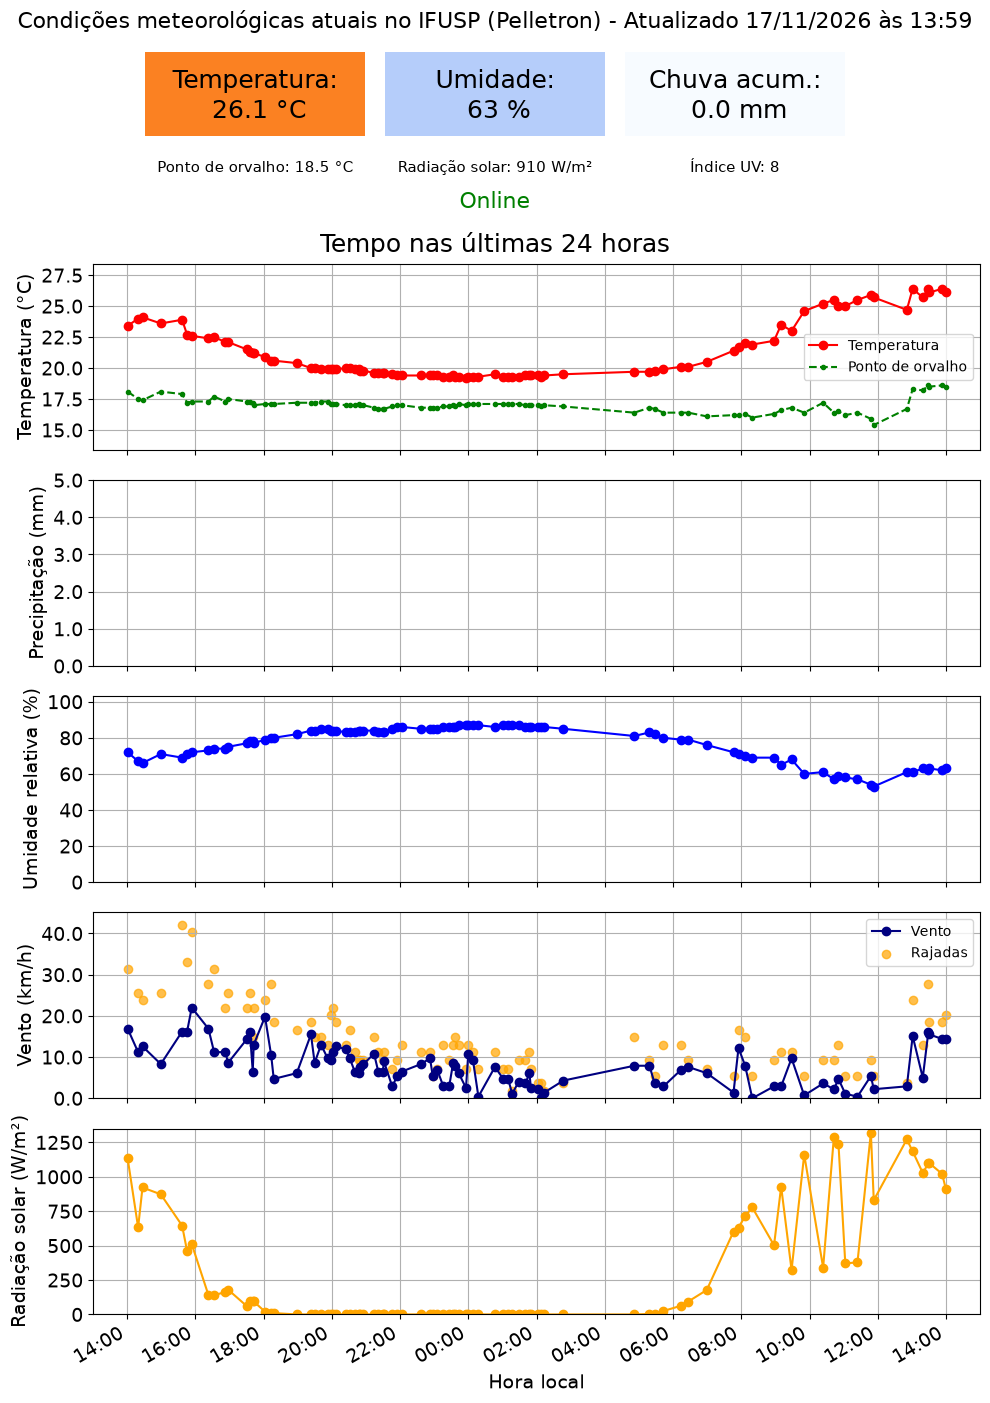 Condições meteorológicas atuais no IFUSP (Pelletron) - Atualizado 17/11/2026 às 13:59
Temperatura:
26.1 °C
Umidade:
63 %
Chuva acum.:
0.0 mm
Ponto de orvalho: 18.5 °C
Radiação solar: 910 W/m²
Índice UV: 8
Online
Tempo nas últimas 24 horas
Temperatura (°C)
27.5
25.0
22.5
20.0
17.5
15.0
Temperatura
Ponto de orvalho
Precipitação (mm)
5.0
4.0
3.0
2.0
1.0
0.0
Umidade relativa (%)
100
80
60
40
20
0
Vento (km/h)
40.0
30.0
20.0
10.0
0.0
Vento
Rajadas
Radiação solar (W/m²)
1250
1000
750
500
250
0
14:00
16:00
18:00
20:00
22:00
00:00
02:00
04:00
06:00
08:00
10:00
12:00
14:00
Hora local